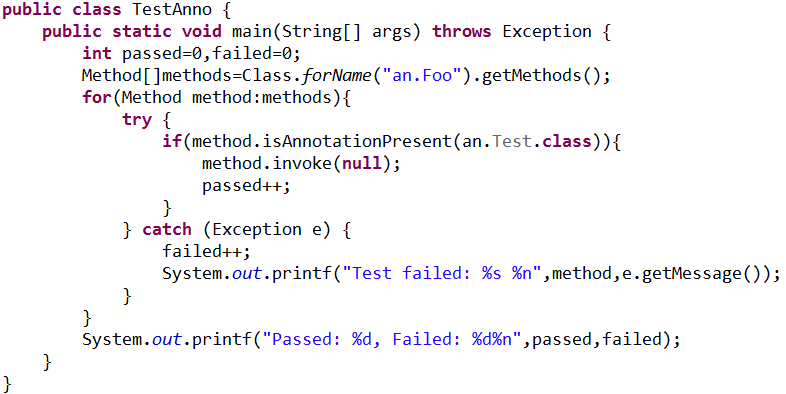 public class TestAnno {
    public static void main(String[] args) throws Exception {
        int passed=0,failed=0;
        Method[]methods=Class.forName("an.Foo").getMethods();
        for(Method method:methods){
            try {
                if(method.isAnnotationPresent(an.Test.class)){
                    method.invoke(null);
                    passed++;
                }
            } catch (Exception e) {
                failed++;
                System.out.printf("Test failed: %s %n",method,e.getMessage());
            }
        }
        System.out.printf("Passed: %d, Failed: %d%n",passed,failed);
    }
}